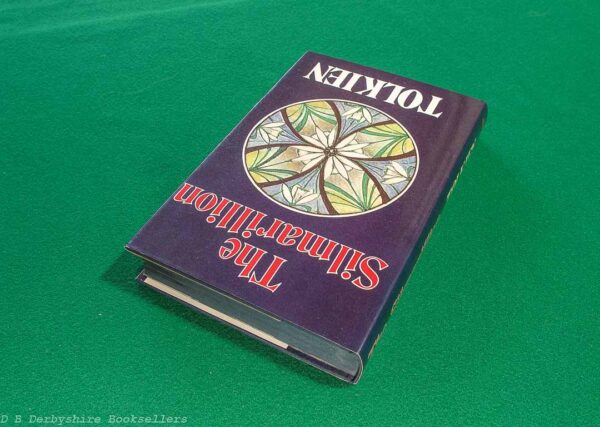 The
Silmarillion
TOLKIEN
D E Derbyshire Booksellers